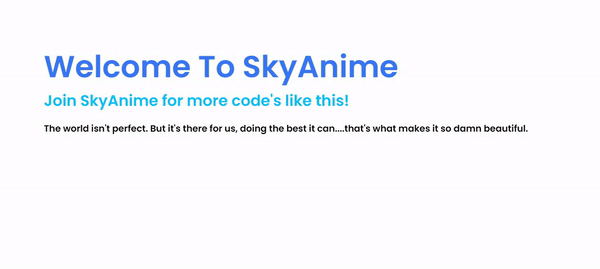 Welcome To SkyAnime
Join SkyAnime for more code's like this!
The world isn't perfect. But it's there for us, doing the best it can....that's what makes it so damn beautiful.